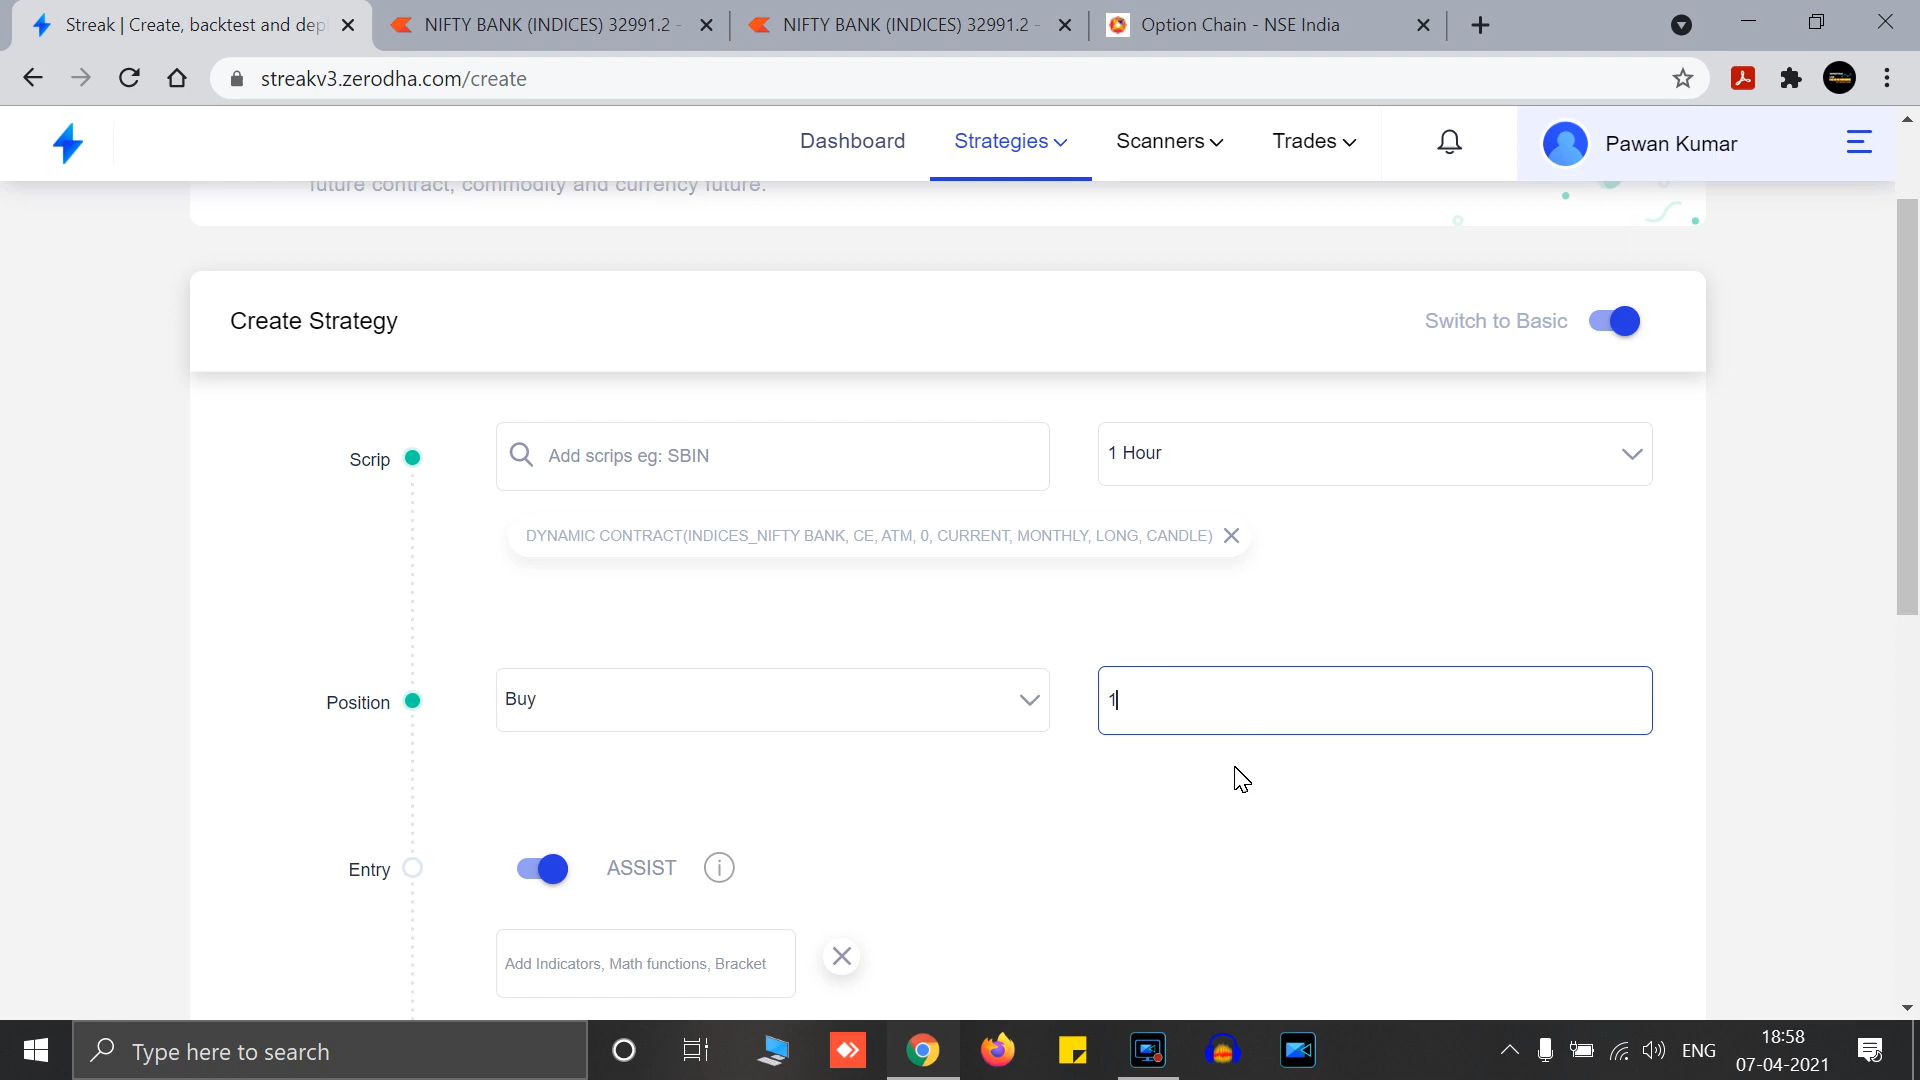 Streak | Create, backtest and dep
NIFTY BANK (INDICES) 32991.2 -
NIFTY BANK (INDICES) 32991.2 -
Option Chain - NSE India
streakv3.zerodha.com/create
Dashboard
Strategies
Scanners
Trades
Pawan Kumar
future contract, commodity and currency future.
Create Strategy
Switch to Basic
Scrip
Add scrips eg: SBIN
1 Hour
DYNAMIC CONTRACT(INDICES_NIFTY BANK, CE, ATM, 0, CURRENT, MONTHLY, LONG, CANDLE)
Position
Buy
1
Entry
ASSIST
Add Indicators, Math functions, Bracket
Type here to search
ENG
18:58
07-04-2021